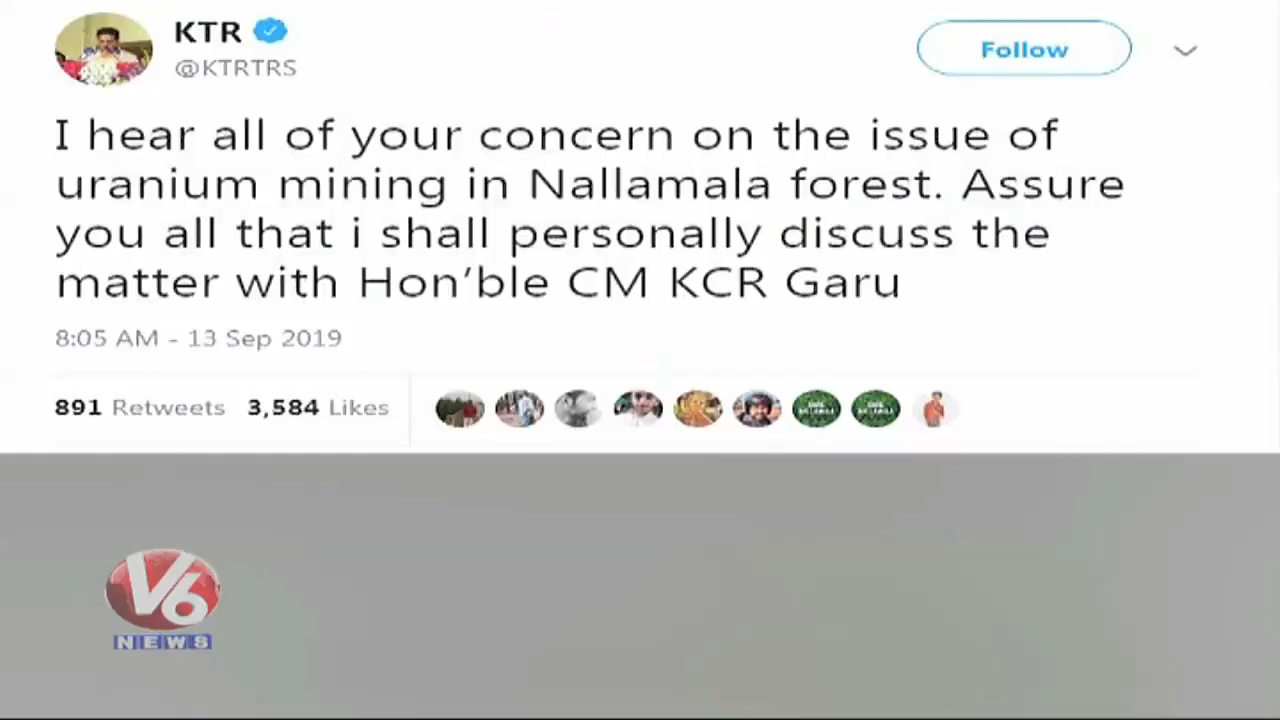 KTR
@KTRTRS
Follow
I hear all of your concern on the issue of
uranium mining in Nallamala forest. Assure
you all that i shall personally discuss the
matter with Hon'ble CM KCR Garu
8:05 AM - 13 Sep 2019
891 Retweets 3,584 Likes
V6
NEWS